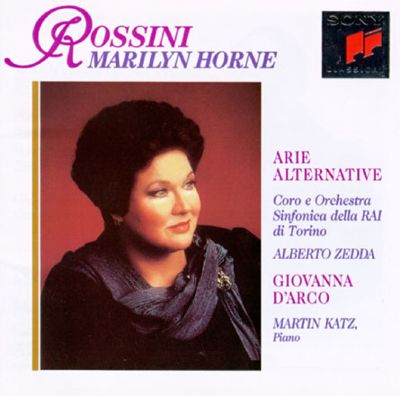 ROSSINI
MARILYN HORNE
SONY
CLASSICAL
ARIE
ALTERNATIVE
Coro e Orchestra
Sinfonica della RAI
di Torino
ALBERTO ZEDDA
GIOVANNA
D'ARCO
MARTIN KATZ,
Piano